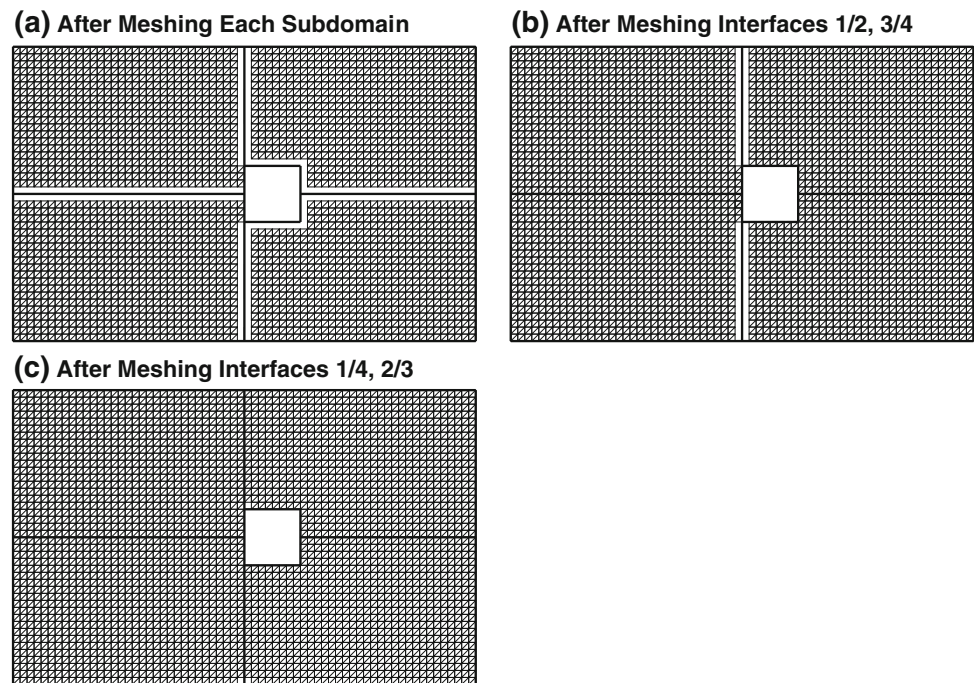 (a) After Meshing Each Subdomain
(b) After Meshing Interfaces 1/2, 3/4
(c) After Meshing Interfaces 1/4, 2/3